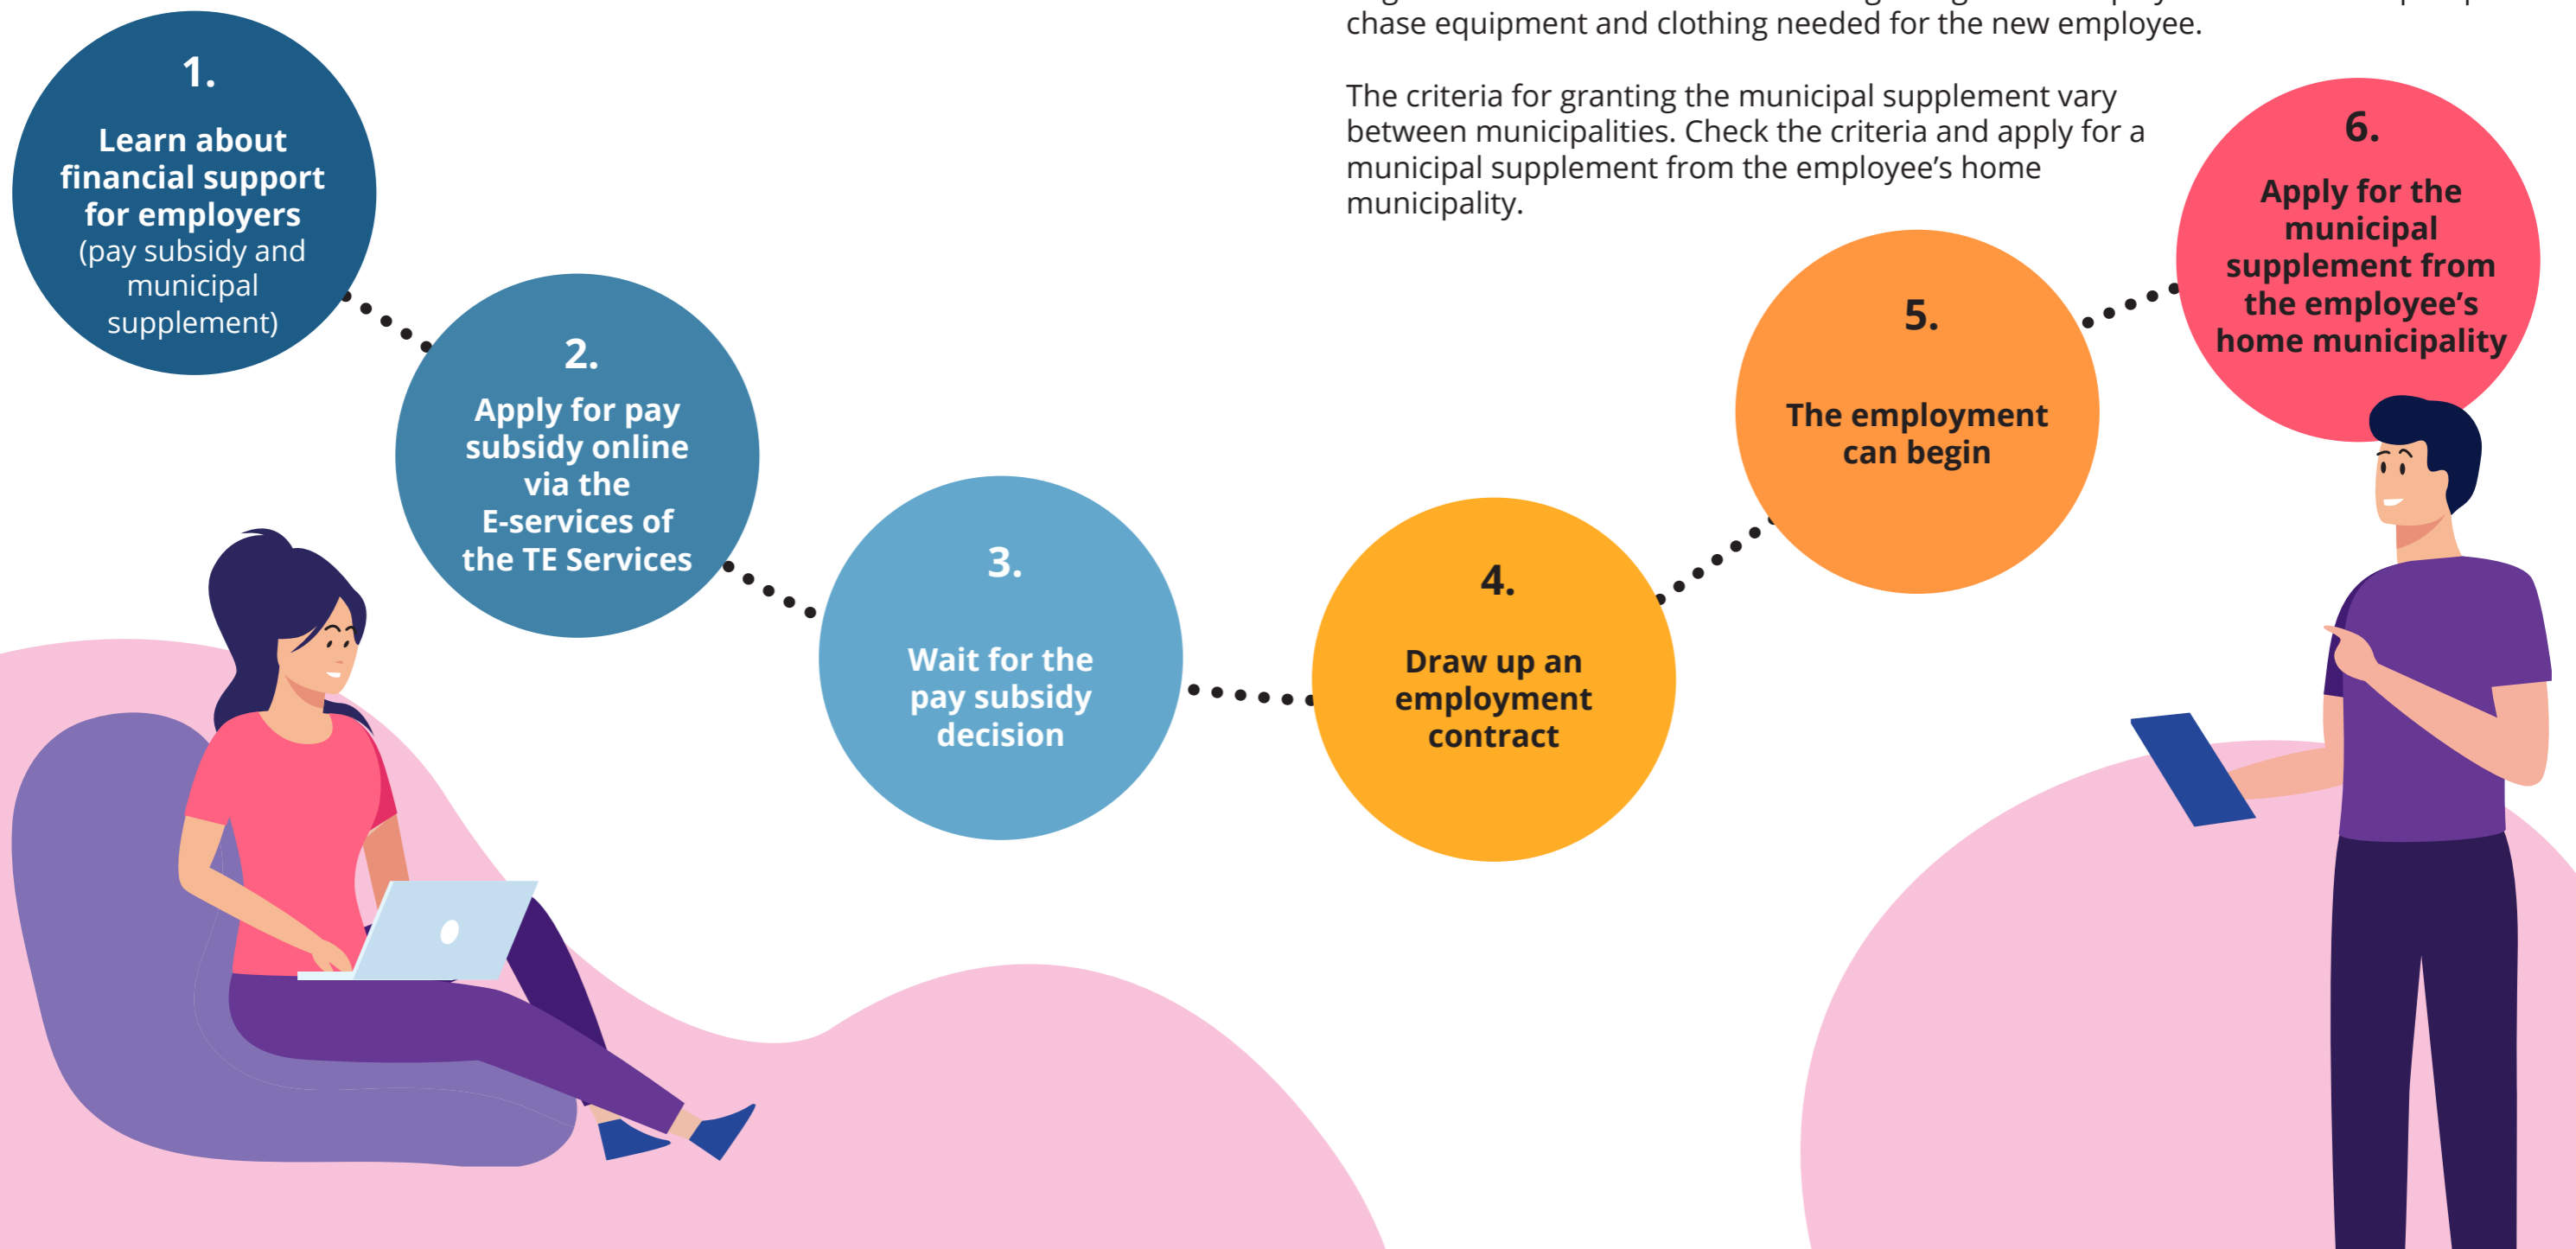 chase equipment and clothing needed for the new employee.
The criteria for granting the municipal supplement vary
between municipalities. Check the criteria and apply for a
municipal supplement from the employee’s home
municipality.
1.
Learn about
financial support
for employers
(pay subsidy and
municipal
supplement)
2.
Apply for pay
subsidy online
via the
E-services of
the TE Services
3.
Wait for the
pay subsidy
decision
4.
Draw up an
employment
contract
5.
The employment
can begin
6.
Apply for the
municipal
supplement from
the employee’s
home municipality